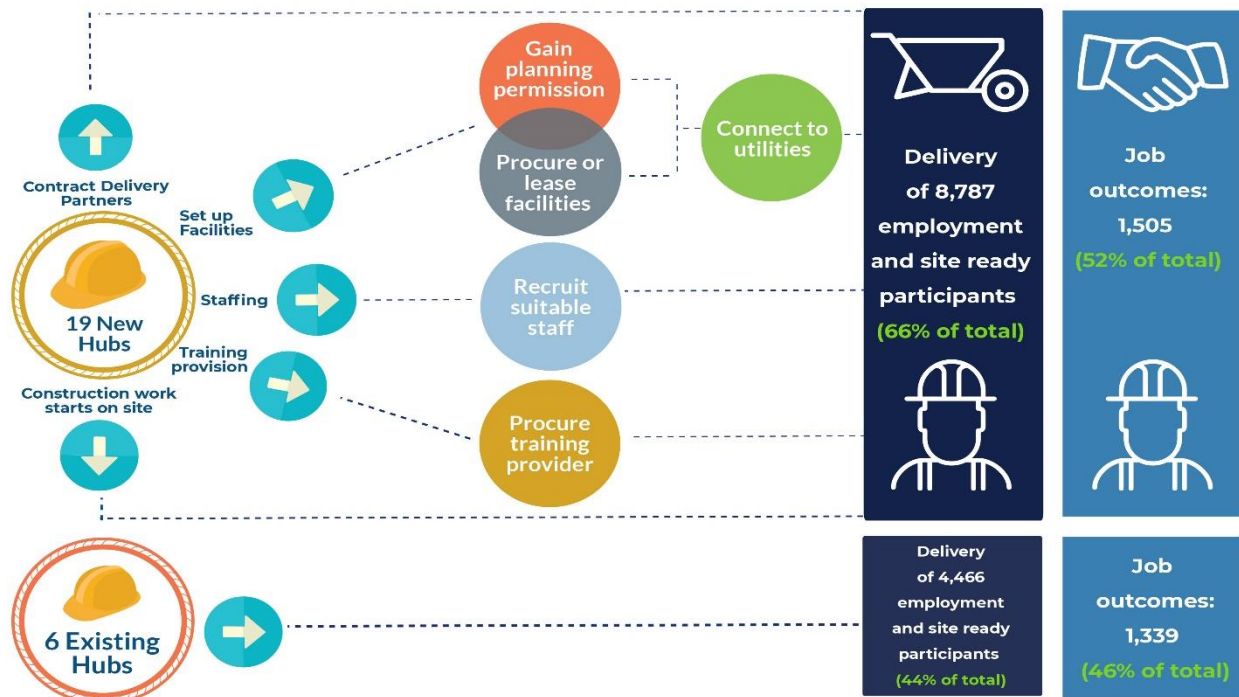 Contract Delivery
Partners
Set up
Facilities
19 New
Hubs
Staffing
Training
provision
Construction work
starts on site
Gain
planning
permission
Procure or
lease
facilities
Connect to
utilities
Recruit
suitable
staff
Procure
training
provider
Delivery
of 8,787
employment
and site ready
participants
(66% of total)
Job
outcomes:
1,505
(52% of total)
6 Existing
Hubs
Delivery
of 4,466
employment
and site ready
participants
(44% of total)
Job
outcomes:
1,339
(46% of total)